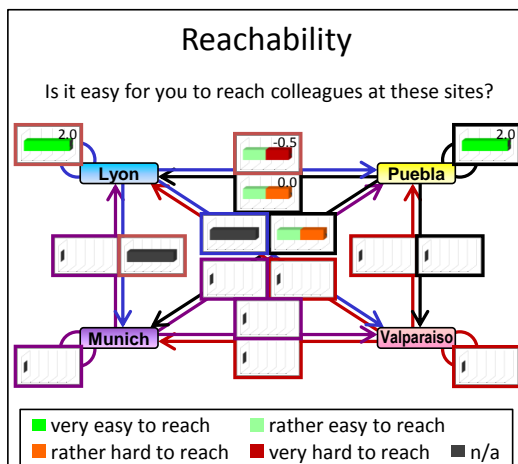 Reachability
Is it easy for you to reach colleagues at these sites?
2.0
-0.5
2.0
Lyon
Puebla
0.0
Munich
Valparaiso
very easy to reach
rather easy to reach
rather hard to reach
very hard to reach
n/a